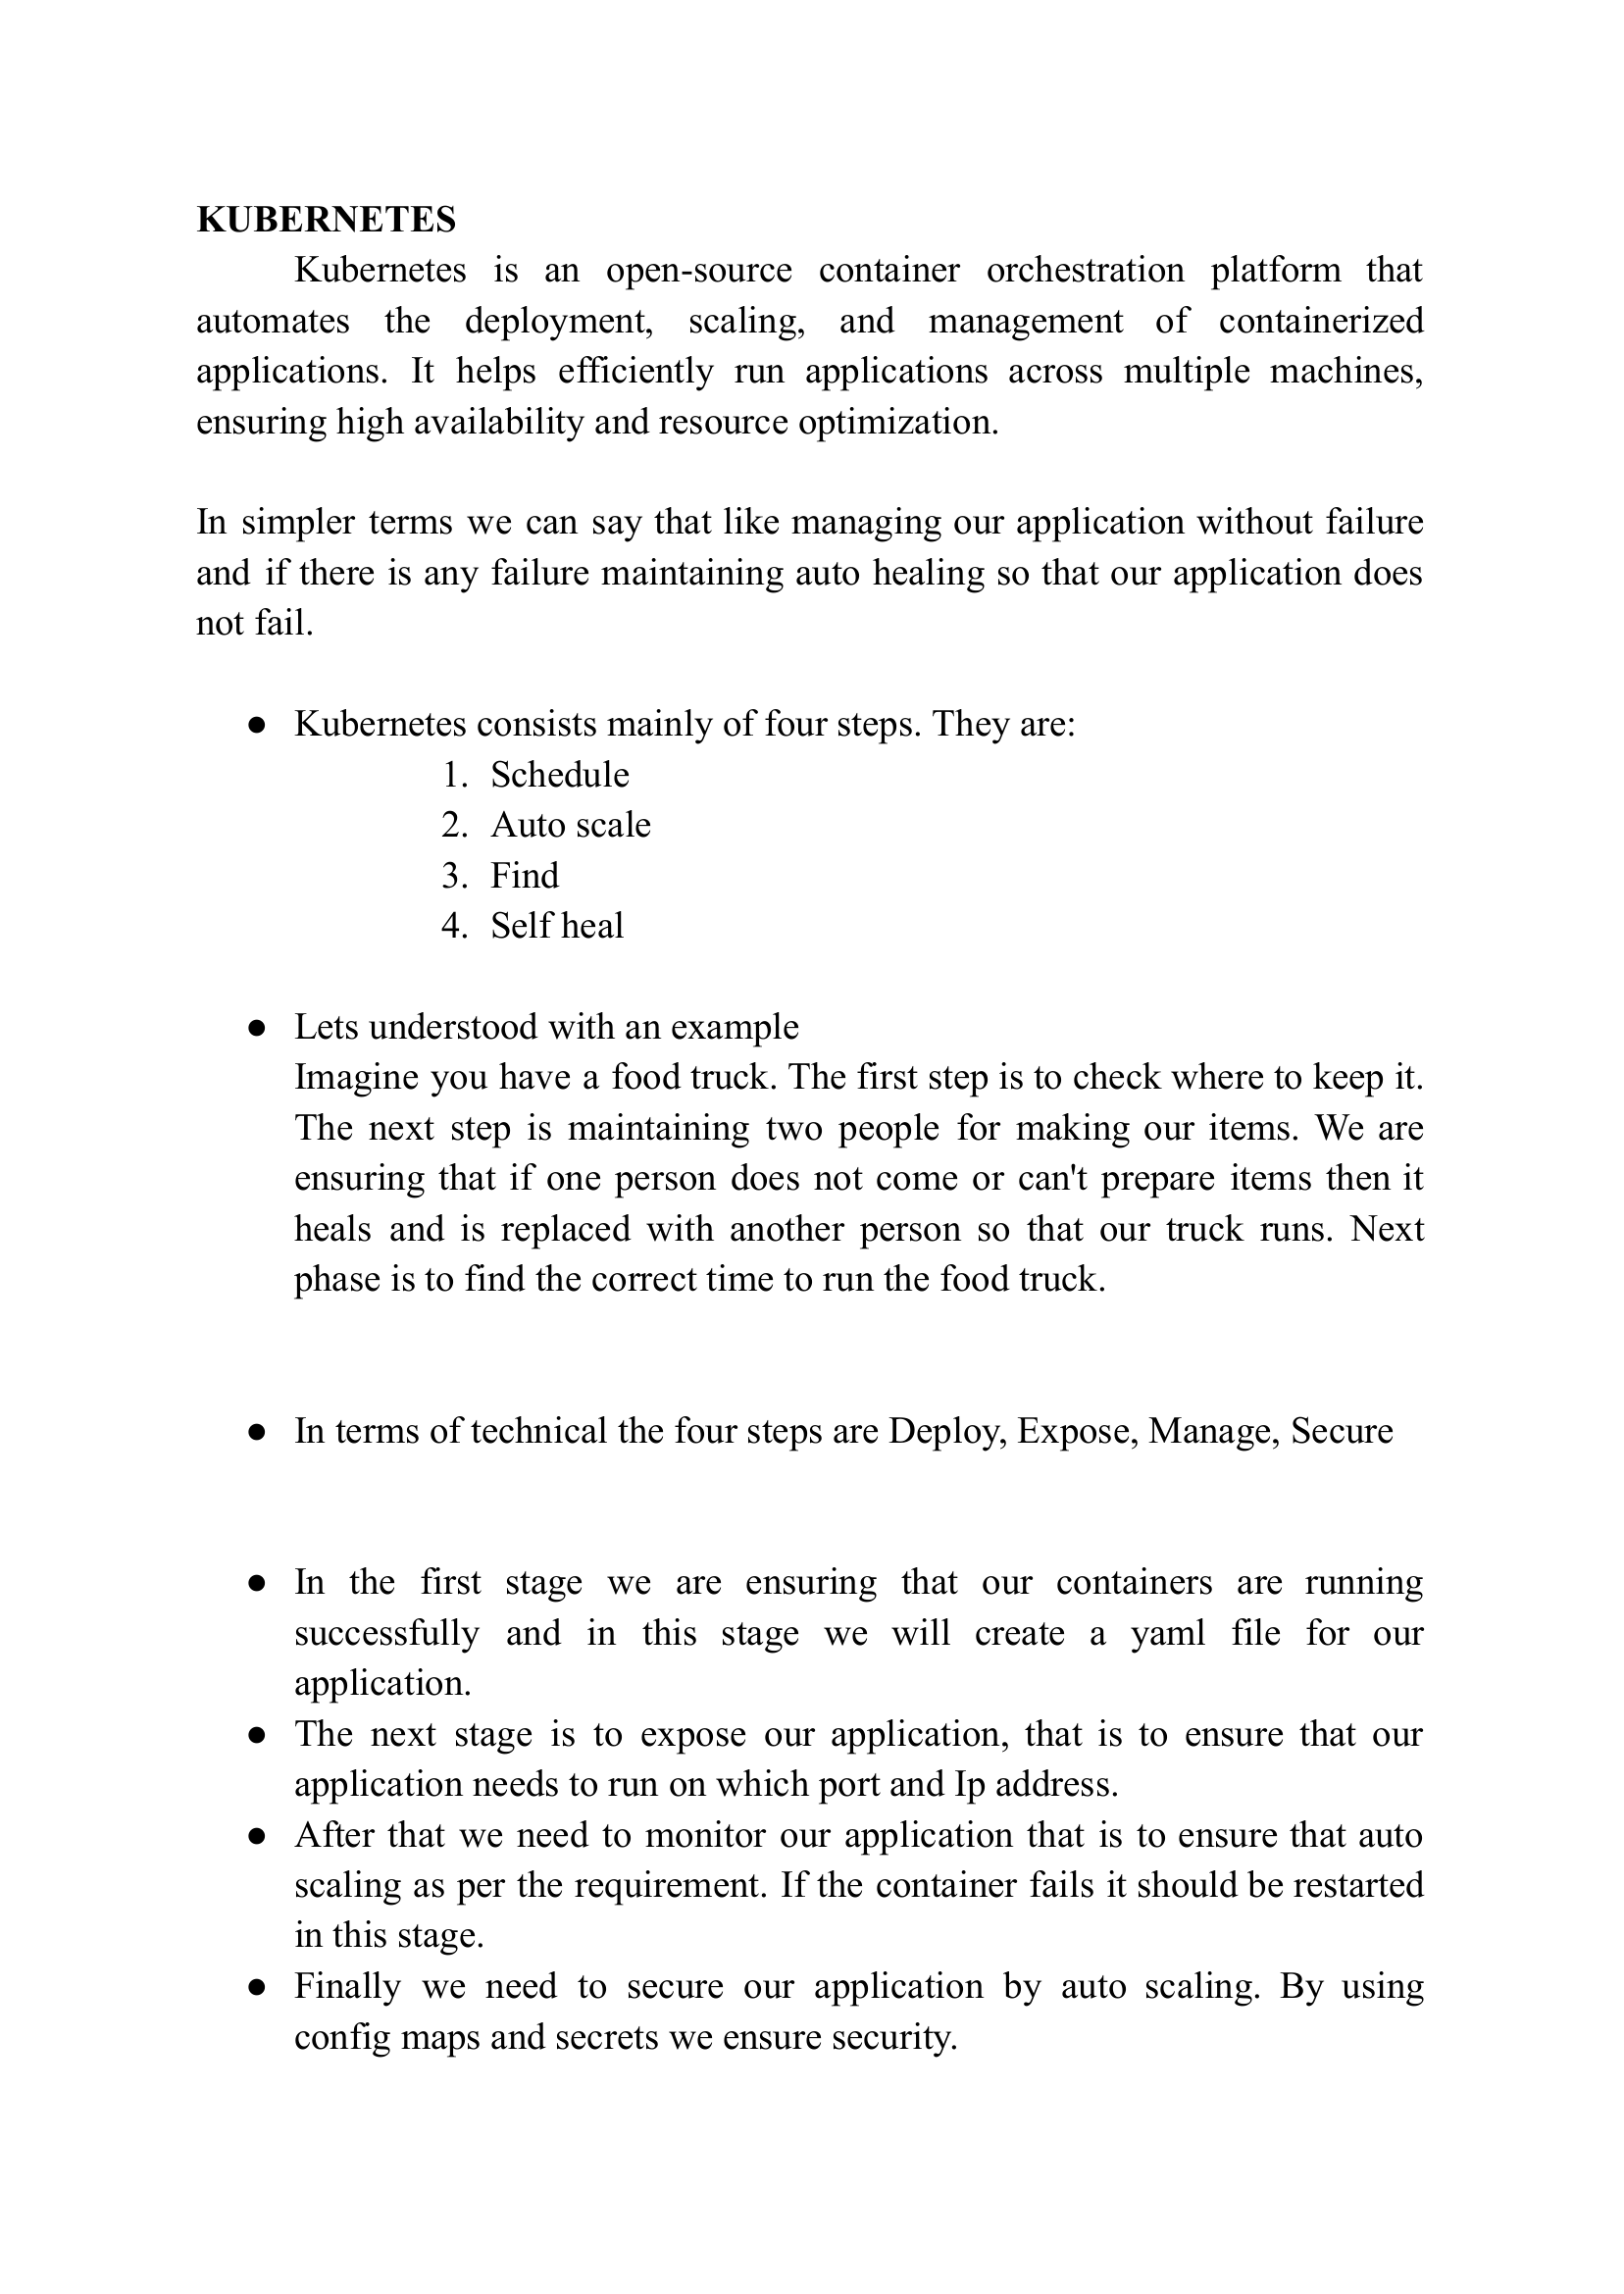 KUBERNETES
Kubernetes is an open-source container orchestration platform that
automates the deployment, scaling, and management of containerized
applications. It helps efficiently run applications across multiple machines,
ensuring high availability and resource optimization.
In simpler terms we can say that like managing our application without failure
and if there is any failure maintaining auto healing so that our application does
not fail.
● Kubernetes consists mainly of four steps. They are:
1. Schedule
2. Auto scale
3. Find
4. Self heal
● Lets understood with an example
Imagine you have a food truck. The first step is to check where to keep it.
The next step is maintaining two people for making our items. We are
ensuring that if one person does not come or can't prepare items then it
heals and is replaced with another person so that our truck runs. Next
phase is to find the correct time to run the food truck.
● In terms of technical the four steps are Deploy, Expose, Manage, Secure
● In the first stage we are ensuring that our containers are running
successfully and in this stage we will create a yaml file for our
application.
● The next stage is to expose our application, that is to ensure that our
application needs to run on which port and Ip address.
● After that we need to monitor our application that is to ensure that auto
scaling as per the requirement. If the container fails it should be restarted
in this stage.
● Finally we need to secure our application by auto scaling. By using
config maps and secrets we ensure security.